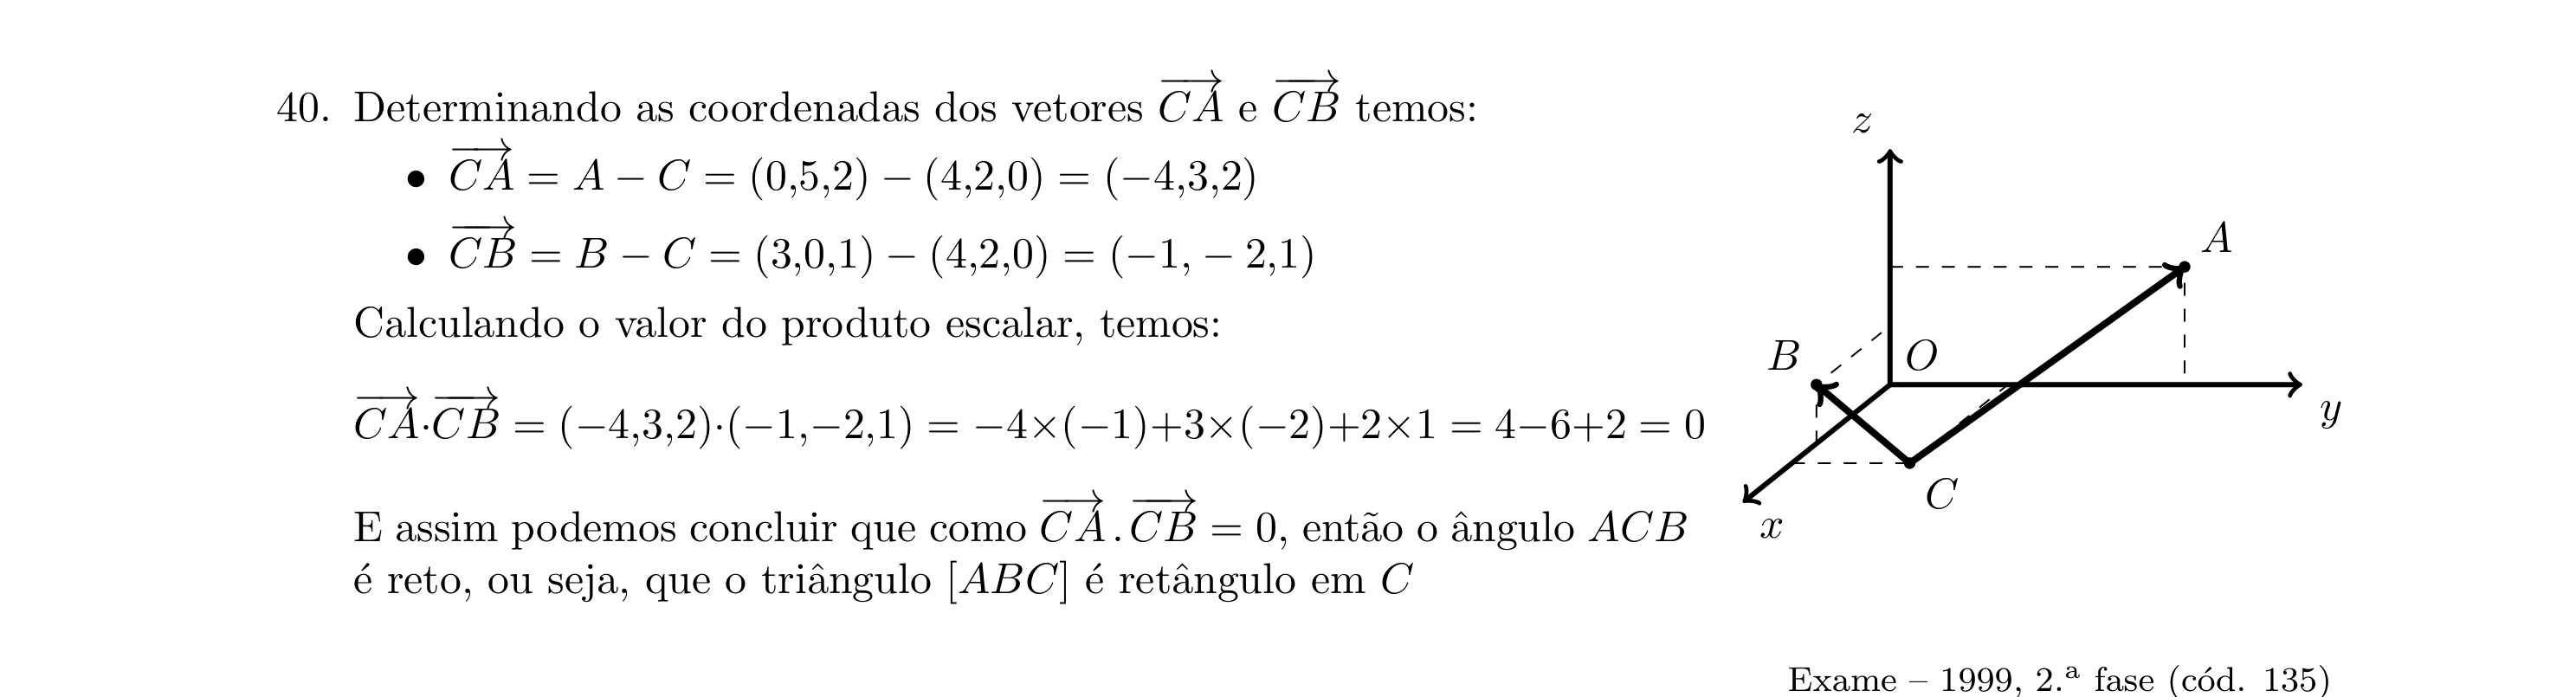 40. Determinando as coordenadas dos vetores $\overrightarrow{CA}$ e $\overrightarrow{CB}$ temos:
• $\overrightarrow{CA} = A - C = (0{,}5{,}2) - (4{,}2{,}0) = (-4{,}3{,}2)$
• $\overrightarrow{CB} = B - C = (3{,}0{,}1) - (4{,}2{,}0) = (-1, -2{,}1)$
Calculando o valor do produto escalar, temos:
$\overrightarrow{CA} \cdot \overrightarrow{CB} = (-4{,}3{,}2) \cdot (-1{,}-2{,}1) = -4 \times (-1) + 3 \times (-2) + 2 \times 1 = 4 - 6 + 2 = 0$
E assim podemos concluir que como $\overrightarrow{CA} . \overrightarrow{CB} = 0$, então o ângulo $ACB$
é reto, ou seja, que o triângulo $[ABC]$ é retângulo em $C$
z
A
B
O
y
C
x
Exame – 1999, 2.ª fase (cód. 135)